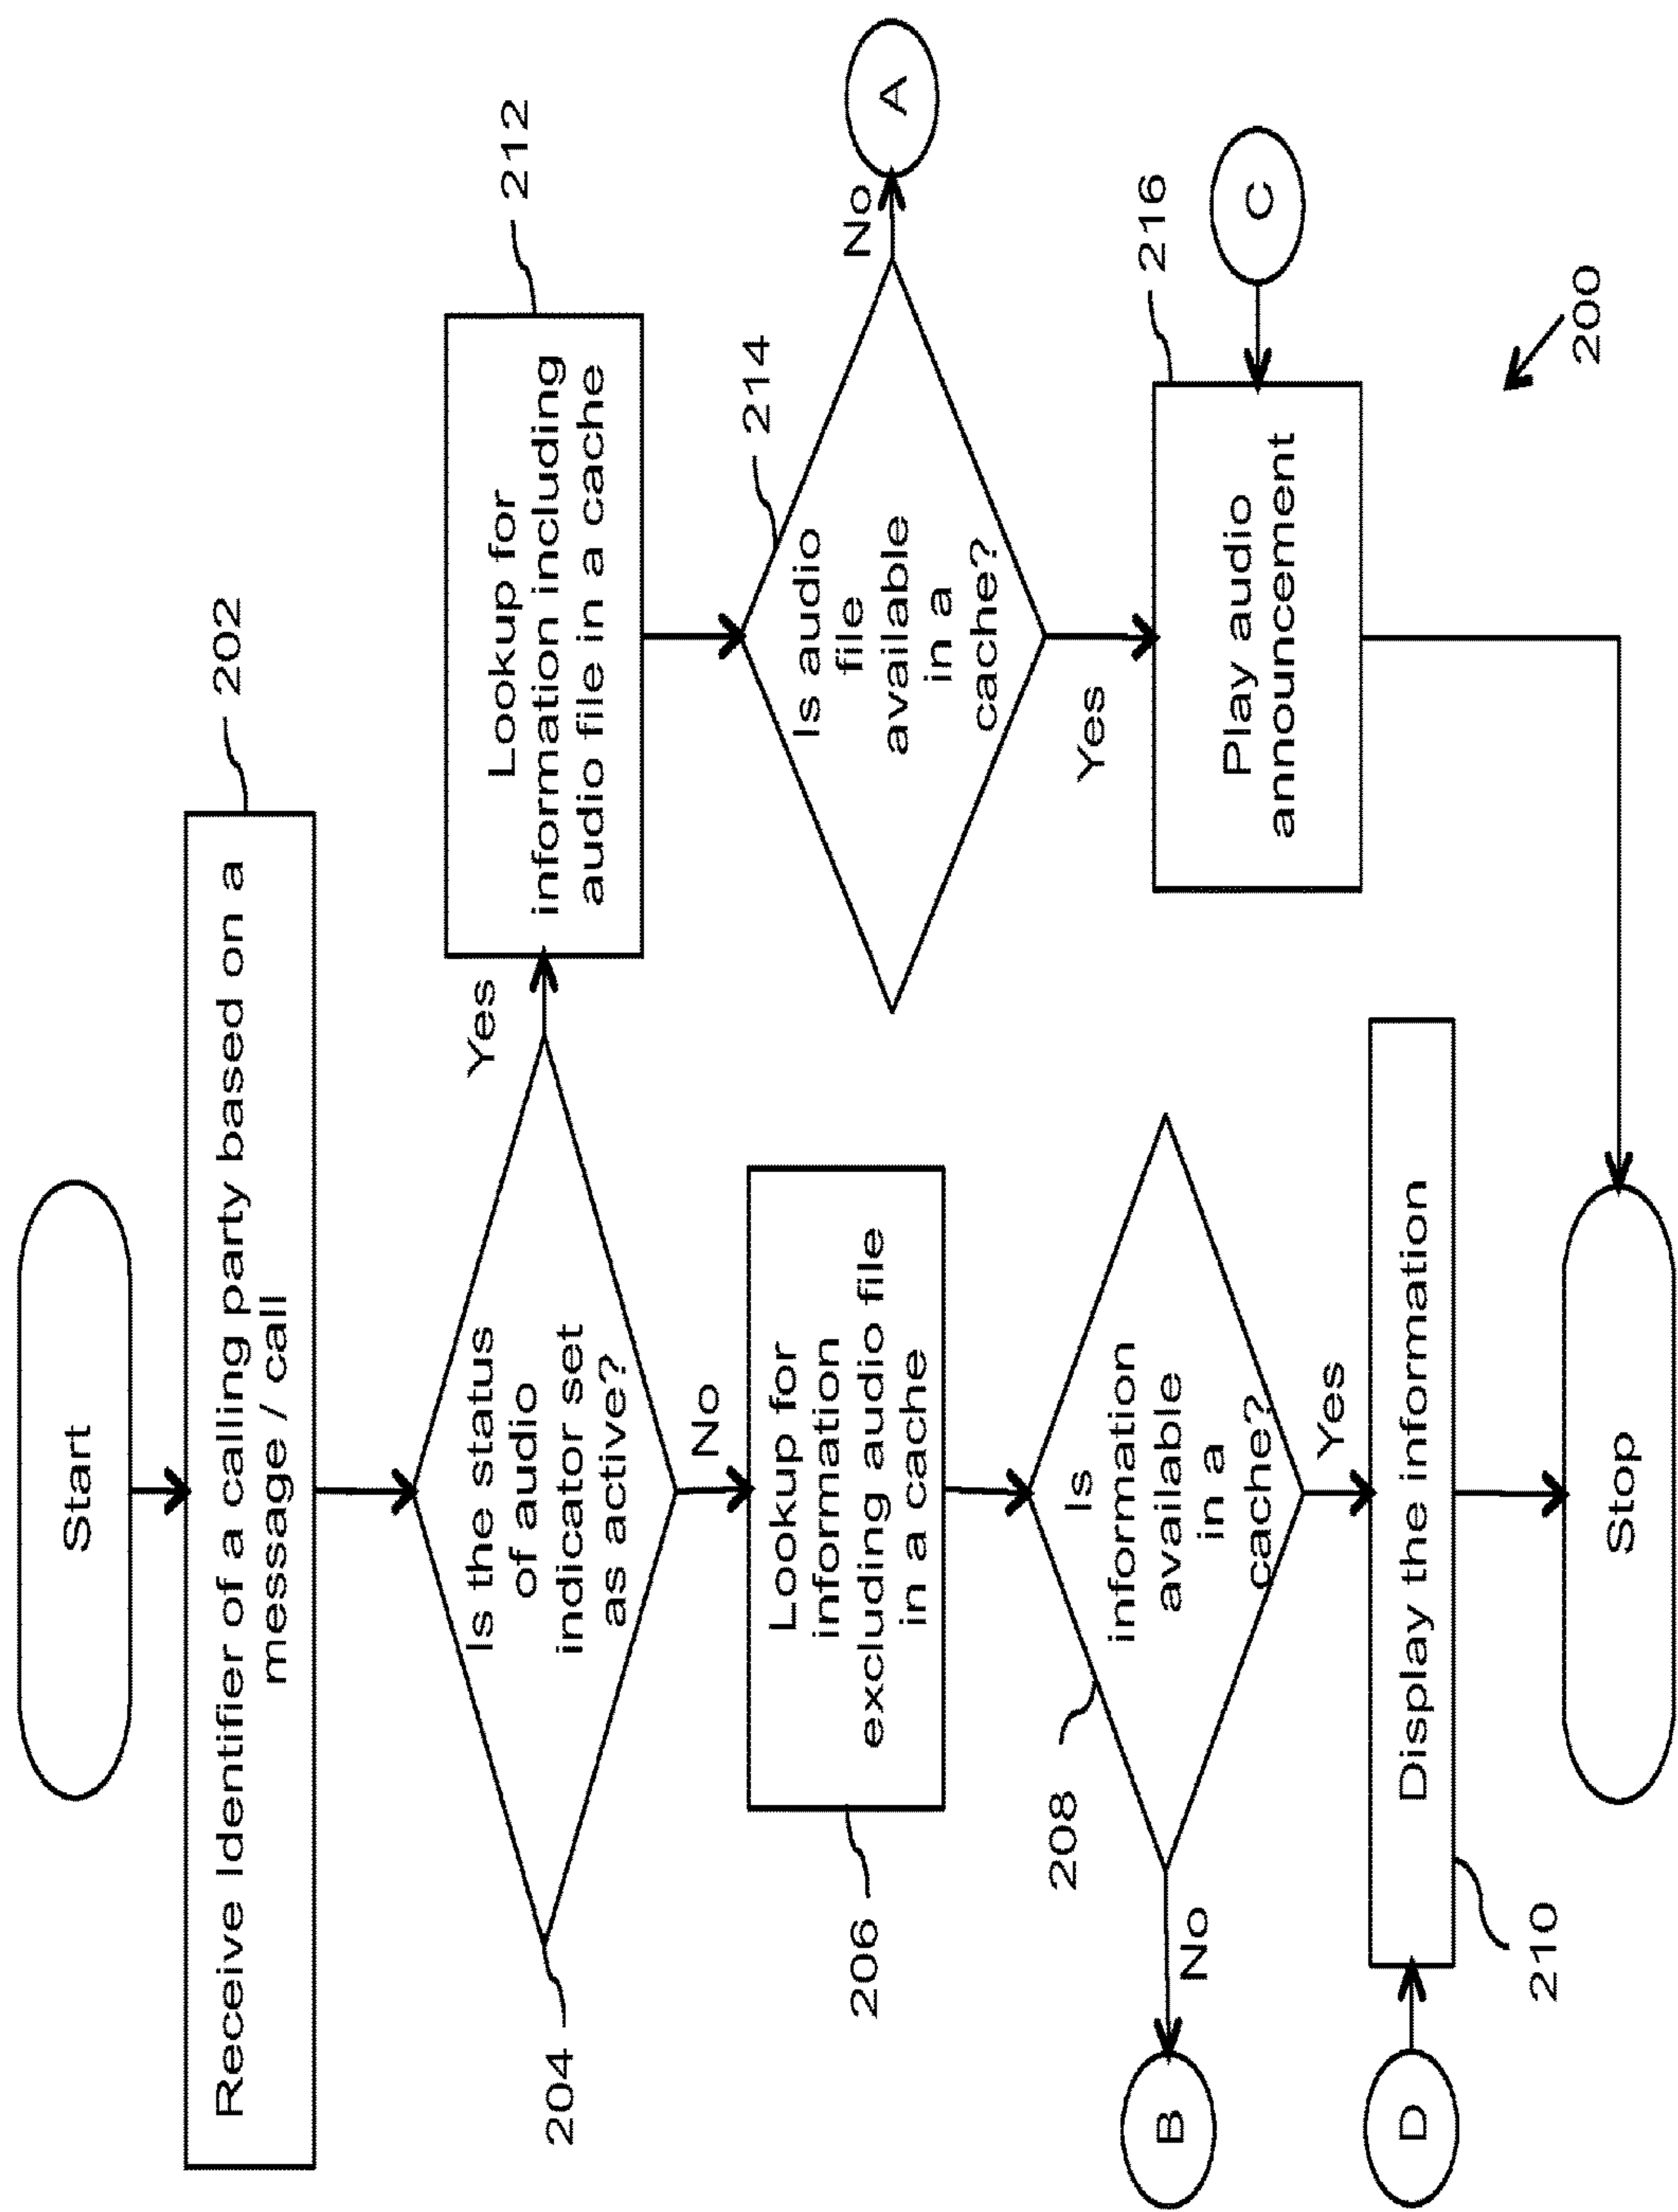 Start
202
Receive Identifier of a calling party based on a
message / call
204
Is the status
of audio
indicator set
as active?
Yes
212
Lookup for
information including
audio file in a cache
No
206
Lookup for
information
excluding audio file
in a cache
214
Is audio
file
available
in a
cache?
No
A
208
Is
information
available
in a
cache?
No
B
Yes
Yes
216
Play audio
announcement
C
D
Display the information
210
Stop
200